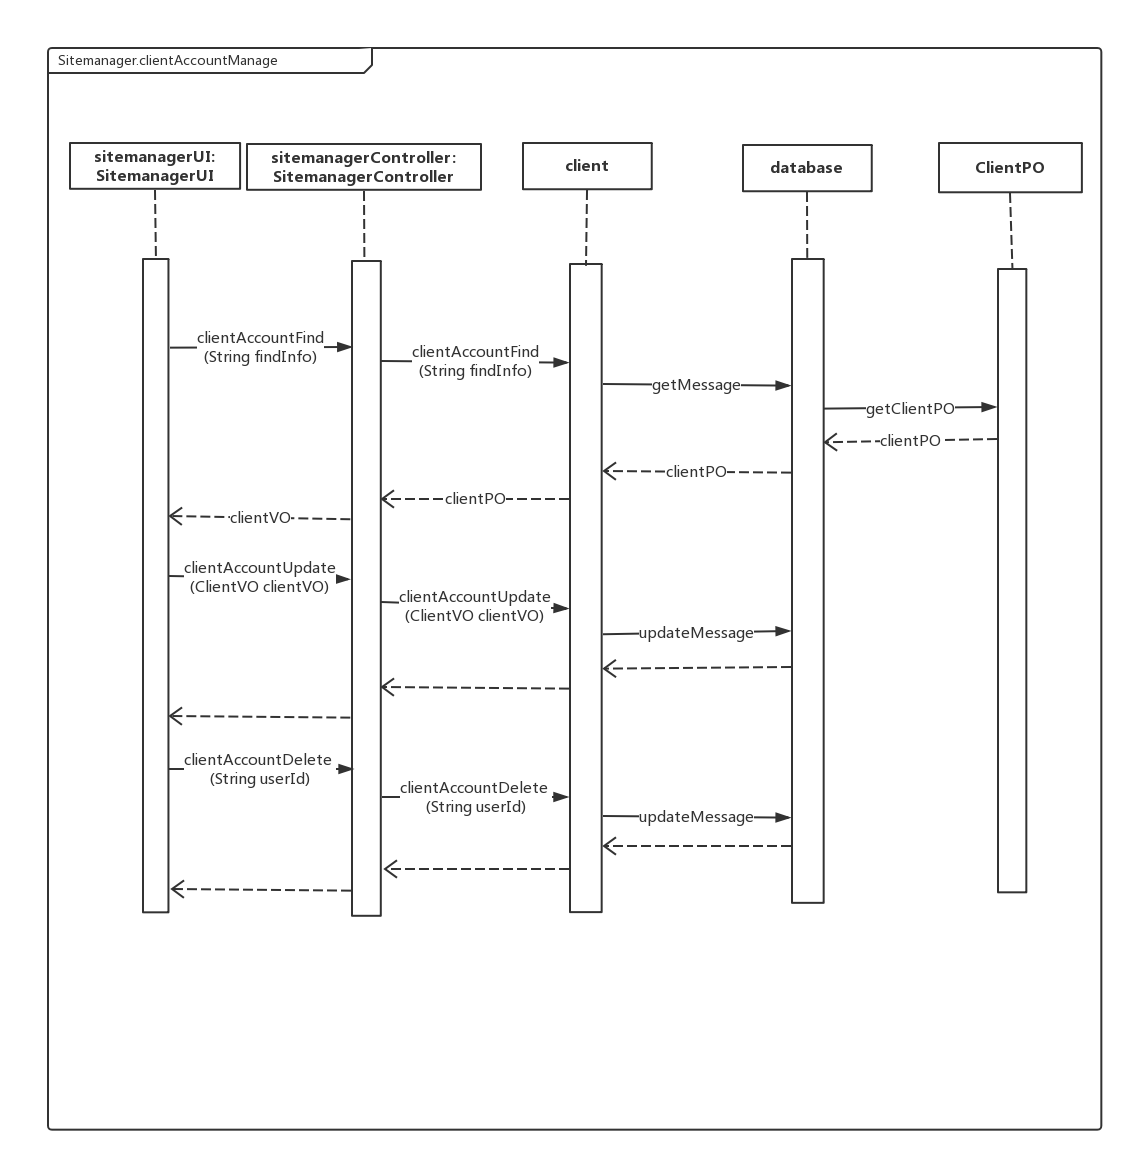 Sitemanager.clientAccountManage
sitemanagerUI:
SitemanagerUI
sitemanagerController:
SitemanagerController
client
database
ClientPO
clientAccountFind
(String findInfo)
clientAccountFind
(String findInfo)
getMessage
getClientPO
clientPO
clientPO
clientPO
clientVO
clientAccountUpdate
(ClientVO clientVO)
clientAccountUpdate
(ClientVO clientVO)
updateMessage
clientAccountDelete
(String userId)
clientAccountDelete
(String userId)
updateMessage